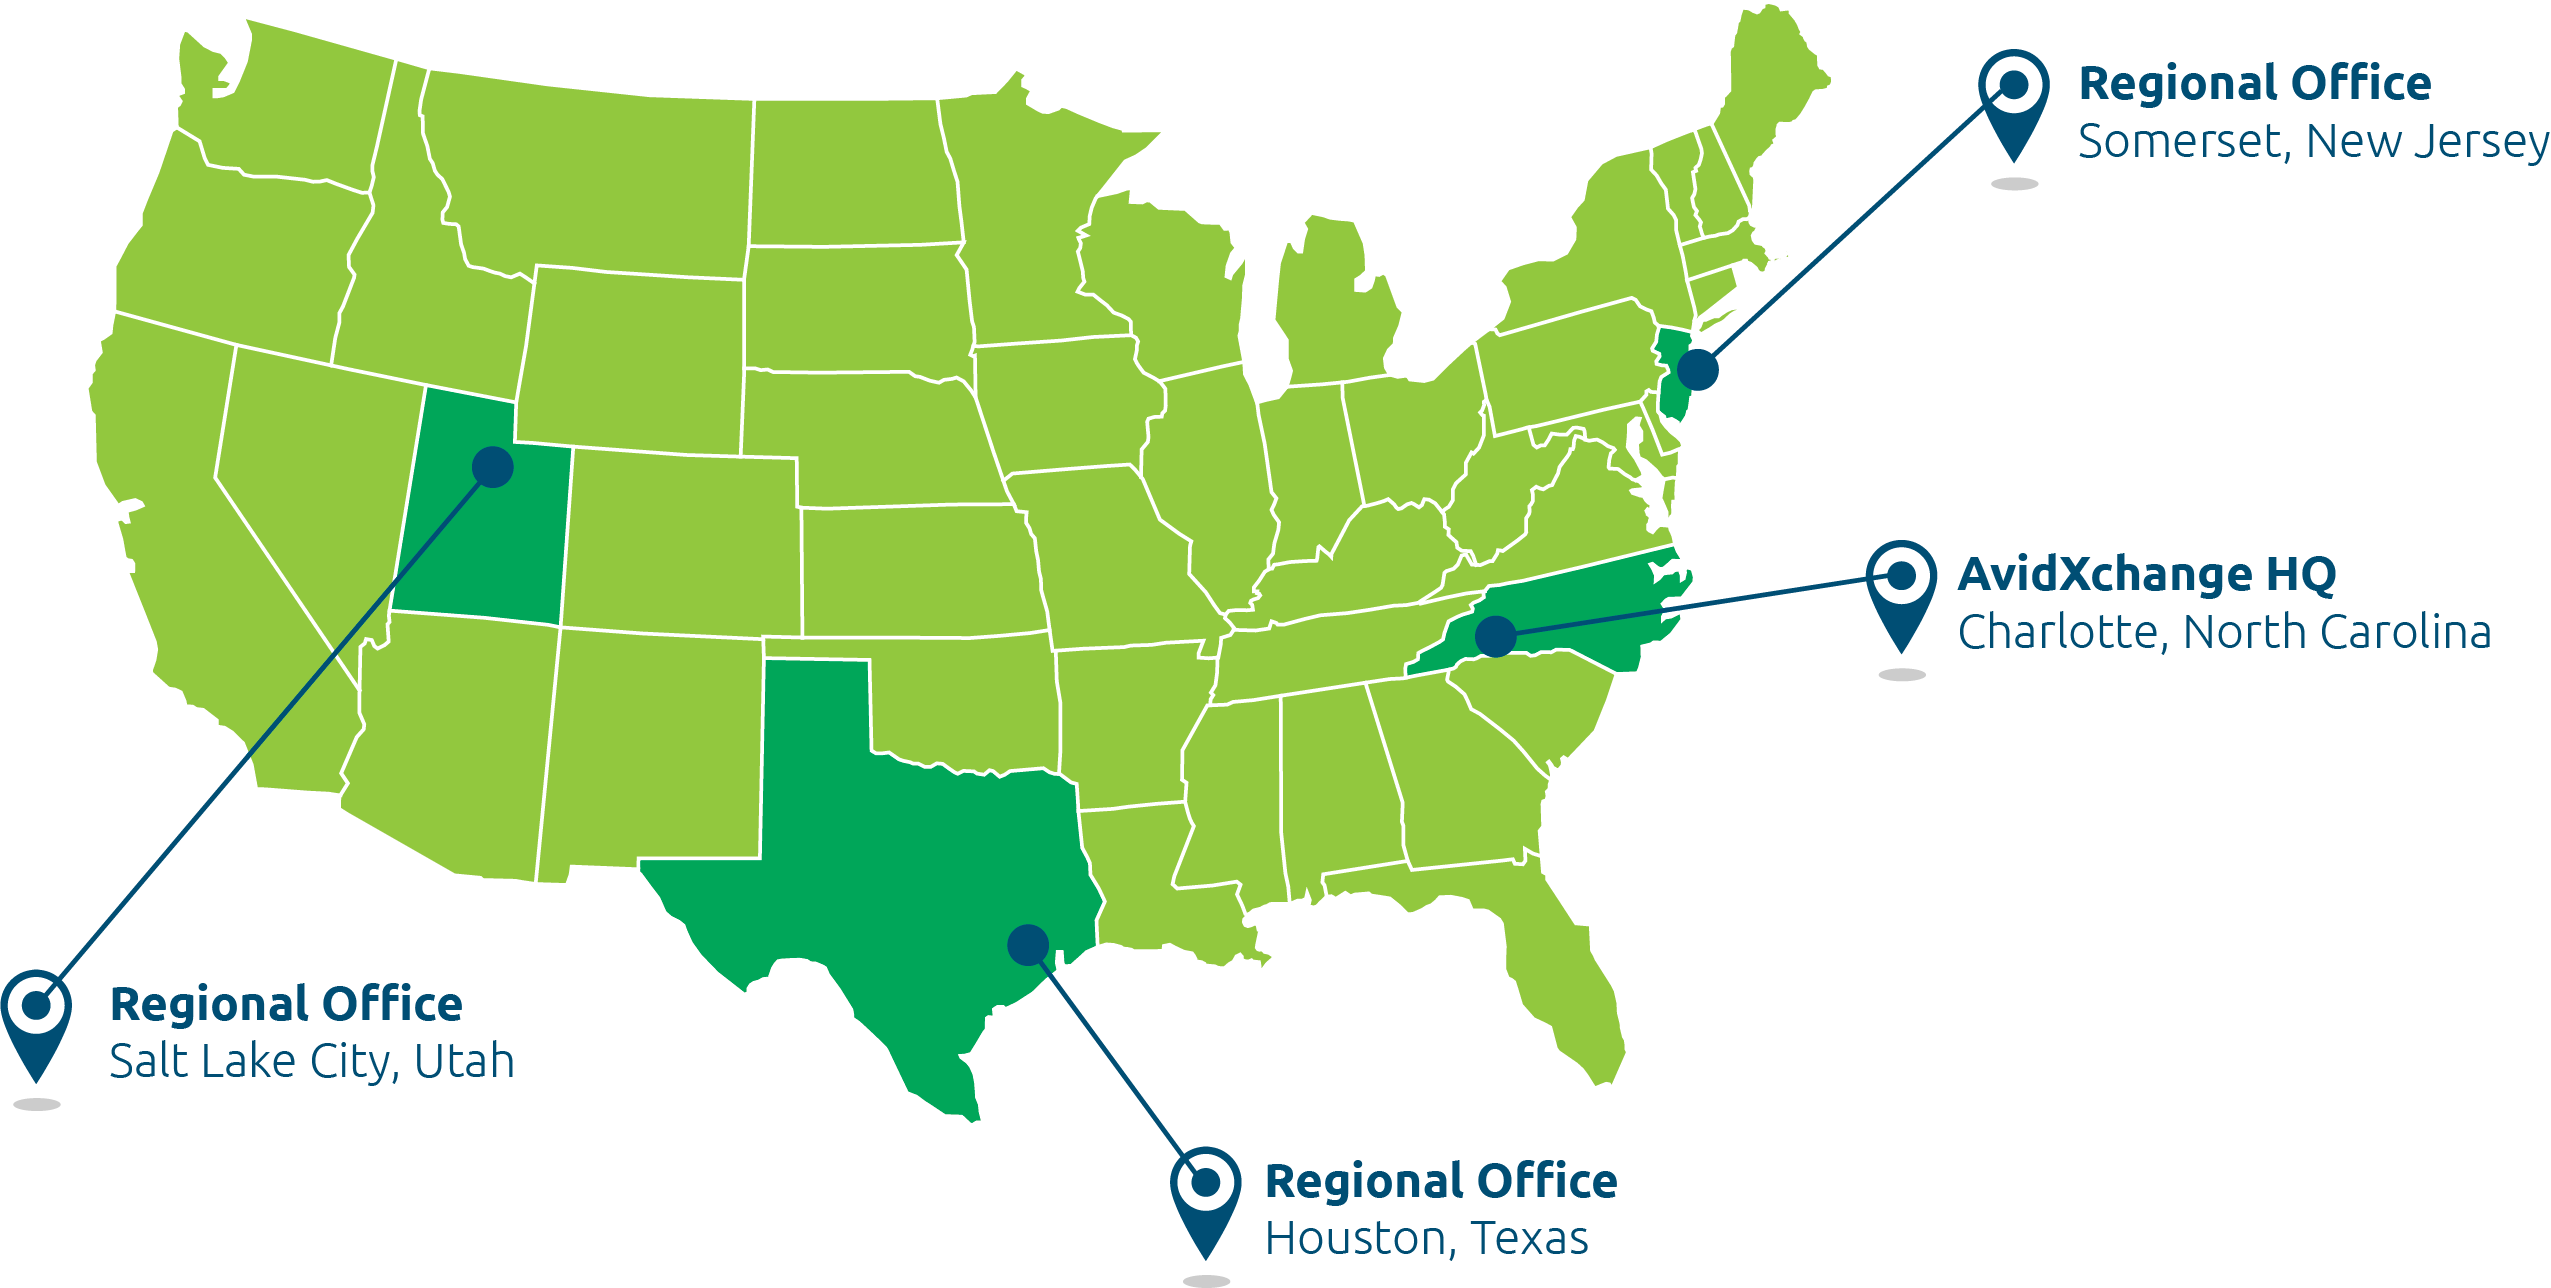 Regional Office
Somerset, New Jersey
AvidXchange HQ
Charlotte, North Carolina
Regional Office
Salt Lake City, Utah
Regional Office
Houston, Texas